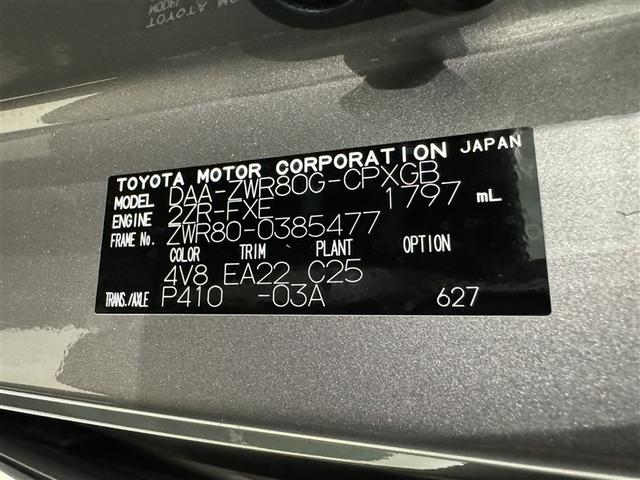 TOYOTA MOTOR CORPORATION JAPAN
MODEL DAA-ZWR80G-CPXGB
ENGINE 2ZR-FXE 1797 mL
FRAME No. ZWR80-0385477
COLOR TRIM PLANT OPTION
4V8 EA22 C25
TRANS./AXLE P410 -03A 627